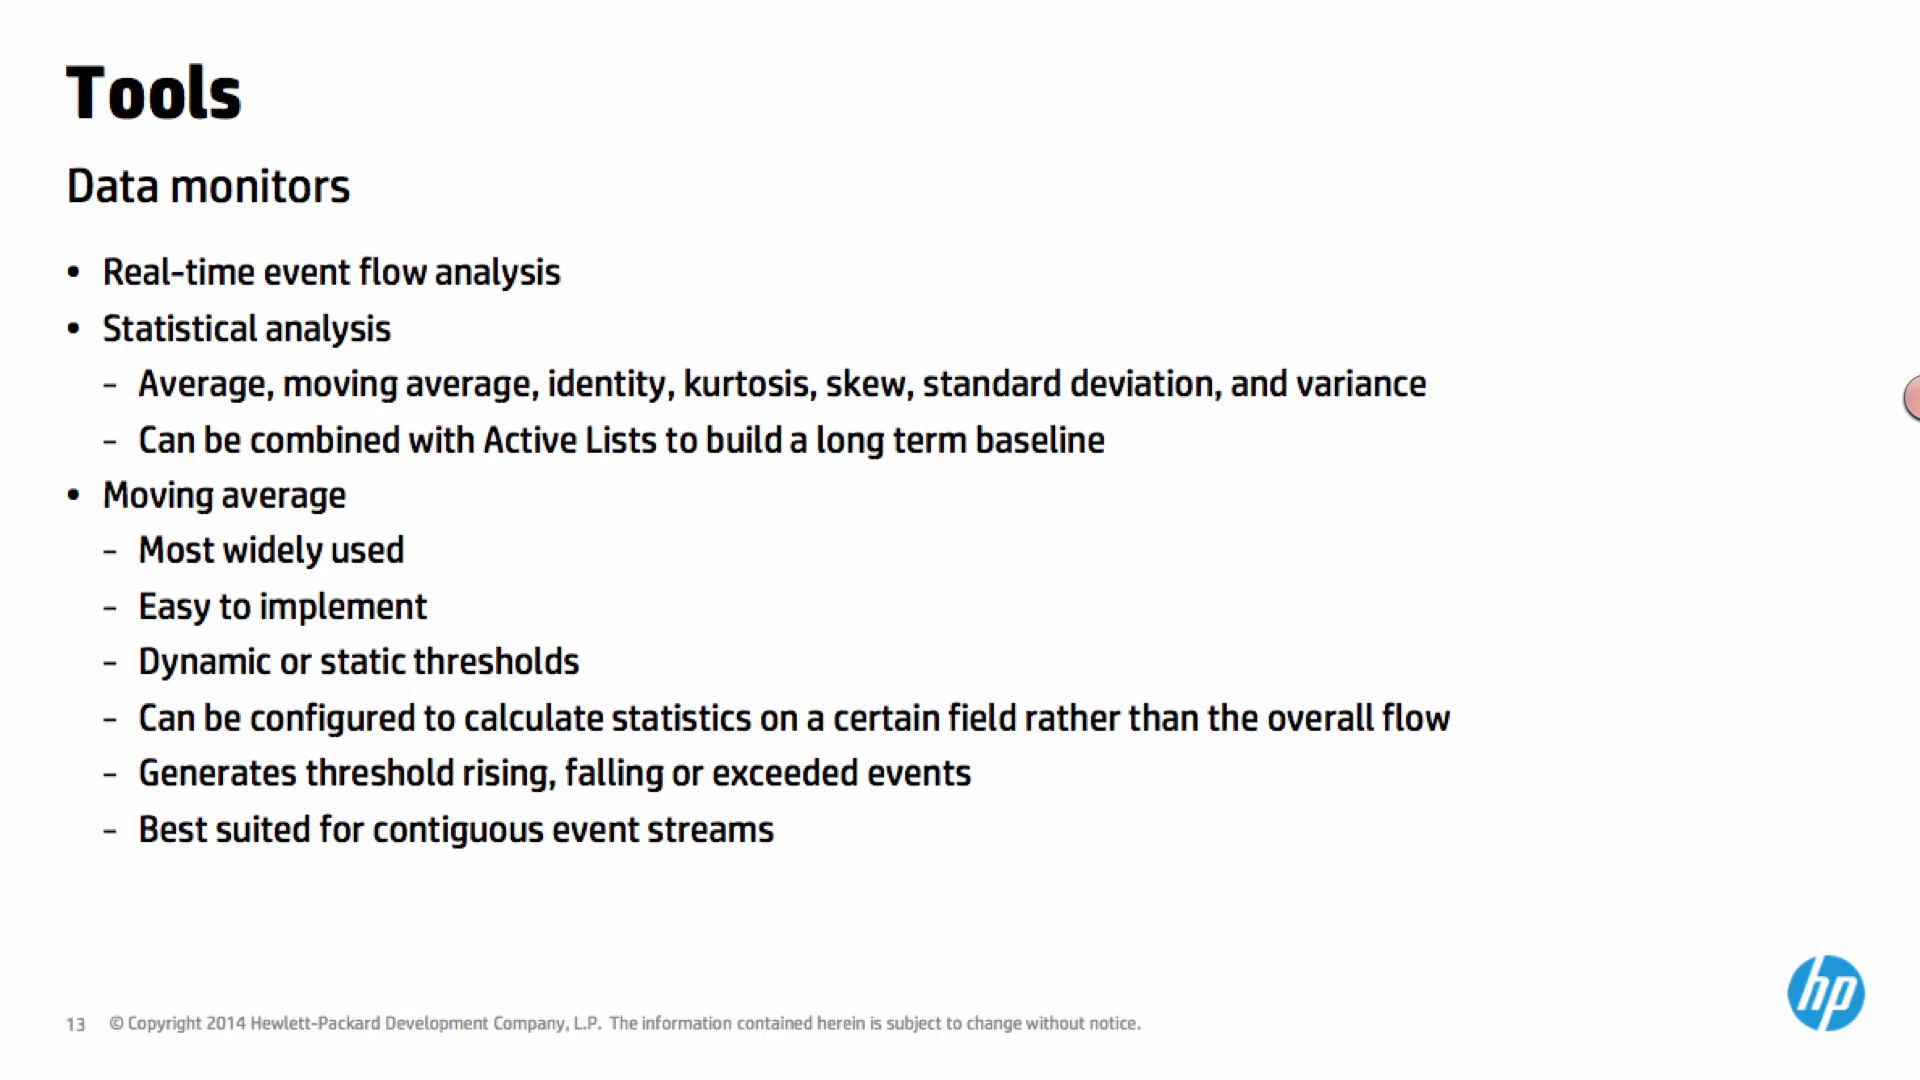 Tools
Data monitors
• Real-time event flow analysis
• Statistical analysis
– Average, moving average, identity, kurtosis, skew, standard deviation, and variance
– Can be combined with Active Lists to build a long term baseline
• Moving average
– Most widely used
– Easy to implement
– Dynamic or static thresholds
– Can be configured to calculate statistics on a certain field rather than the overall flow
– Generates threshold rising, falling or exceeded events
– Best suited for contiguous event streams
hp
13 © Copyright 2014 Hewlett-Packard Development Company, L.P. The information contained herein is subject to change without notice.